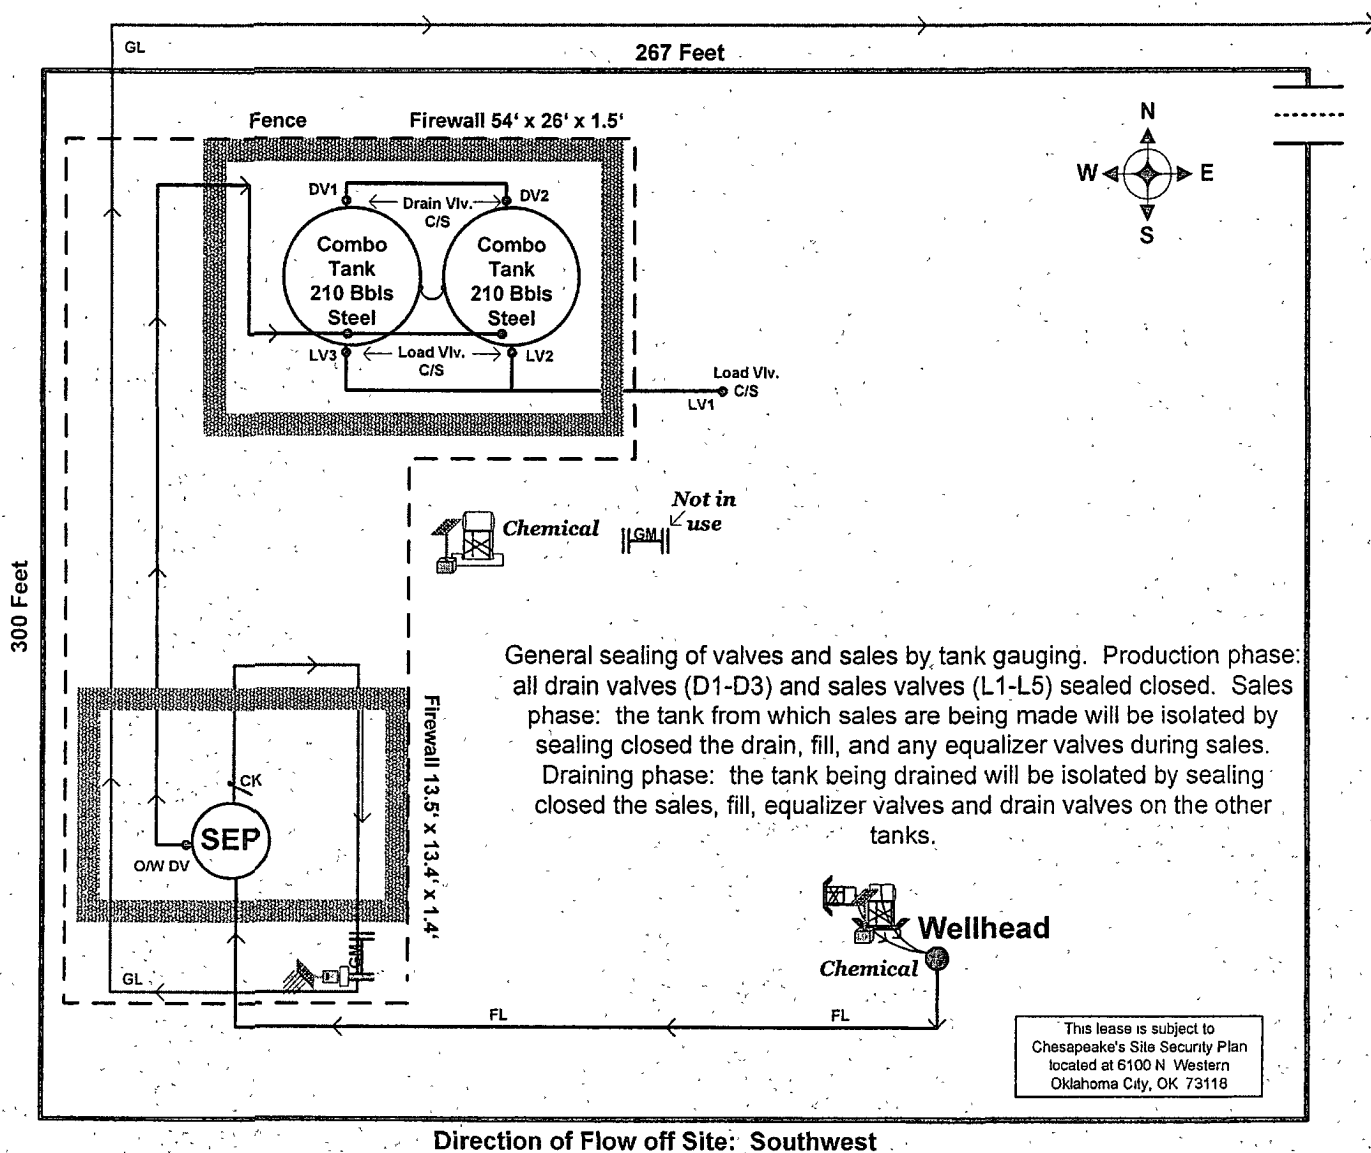 GL
267 Feet
Fence
Firewall 54' x 26' x 1.5'
N
W
E
S
DV1
Drain Vlv.
C/S
DV2
Combo
Tank
210 Bbls
Steel
Combo
Tank
210 Bbls
Steel
LV3
Load Vlv.
C/S
LV2
Load Vlv.
C/S
LV1
Not in
use
Chemical
GM
300 Feet
General sealing of valves and sales by tank gauging. Production phase:
all drain valves (D1-D3) and sales valves (L1-L5) sealed closed. Sales
phase: the tank from which sales are being made will be isolated by
sealing closed the drain, fill, and any equalizer valves during sales.
Draining phase: the tank being drained will be isolated by sealing
closed the sales, fill, equalizer valves and drain valves on the other
tanks.
Firewall 13.5' x 13.4' x 1.4'
CK
SEP
O/W DV
GM
GL
Wellhead
Chemical
FL
FL
This lease is subject to
Chesapeake's Site Security Plan
located at 6100 N Western
Oklahoma City, OK 73118
Direction of Flow off Site: Southwest